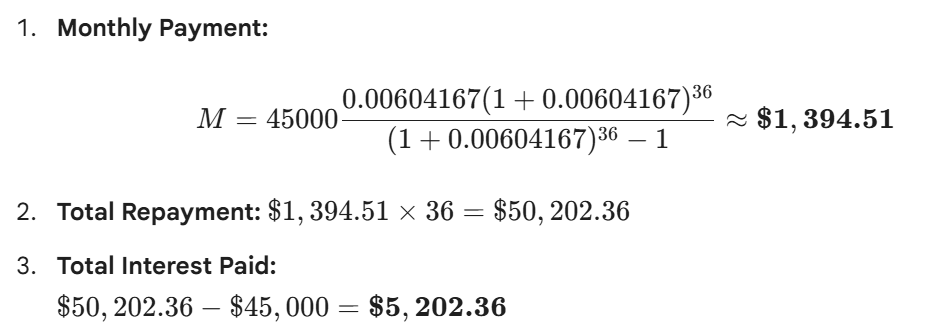 1. Monthly Payment:
M = 45000 \frac{0.00604167(1 + 0.00604167)^{36}}{(1 + 0.00604167)^{36} - 1} ≈ $1,394.51
2. Total Repayment: $1,394.51 × 36 = $50,202.36
3. Total Interest Paid:
$50,202.36 − $45,000 = $5,202.36